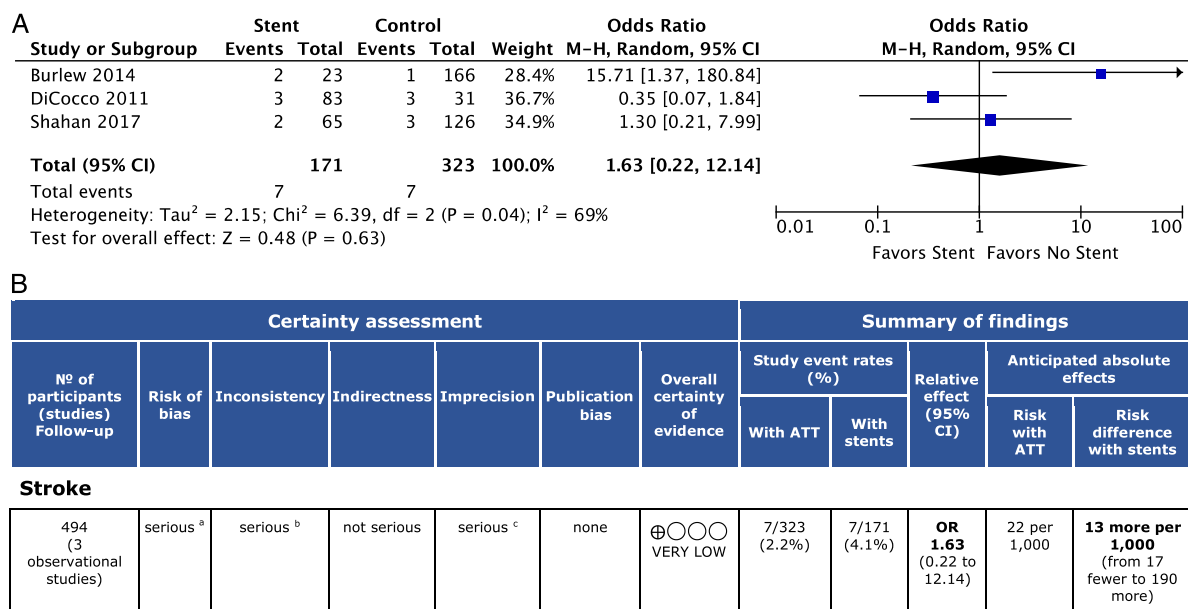 A
Stent Control Odds Ratio Odds Ratio
Study or Subgroup Events Total Events Total Weight M-H, Random, 95% CI M-H, Random, 95% CI
Burlew 2014 2 23 1 166 28.4% 15.71 [1.37, 180.84]
DiCocco 2011 3 83 3 31 36.7% 0.35 [0.07, 1.84]
Shahan 2017 2 65 3 126 34.9% 1.30 [0.21, 7.99]
Total (95% CI) 171 323 100.0% 1.63 [0.22, 12.14]
Total events 7 7
Heterogeneity: Tau² = 2.15; Chi² = 6.39, df = 2 (P = 0.04); I² = 69%
Test for overall effect: Z = 0.48 (P = 0.63)
0.01 0.1 1 10 100
Favors Stent Favors No Stent
B
Certainty assessment
Summary of findings
№ of
participants
(studies)
Follow-up
Risk of
bias
Inconsistency
Indirectness
Imprecision
Publication
bias
Overall
certainty
of
evidence
Study event rates
(%)
With ATT
With
stents
Relative
effect
(95%
CI)
Anticipated absolute
effects
Risk
with
ATT
Risk
difference
with stents
Stroke
494
(3
observational
studies)
serious ᵃ
serious ᵇ
not serious
serious ᶜ
none
⊕◯◯◯
VERY LOW
7/323
(2.2%)
7/171
(4.1%)
OR
1.63
(0.22 to
12.14)
22 per
1,000
13 more per
1,000
(from 17
fewer to 190
more)